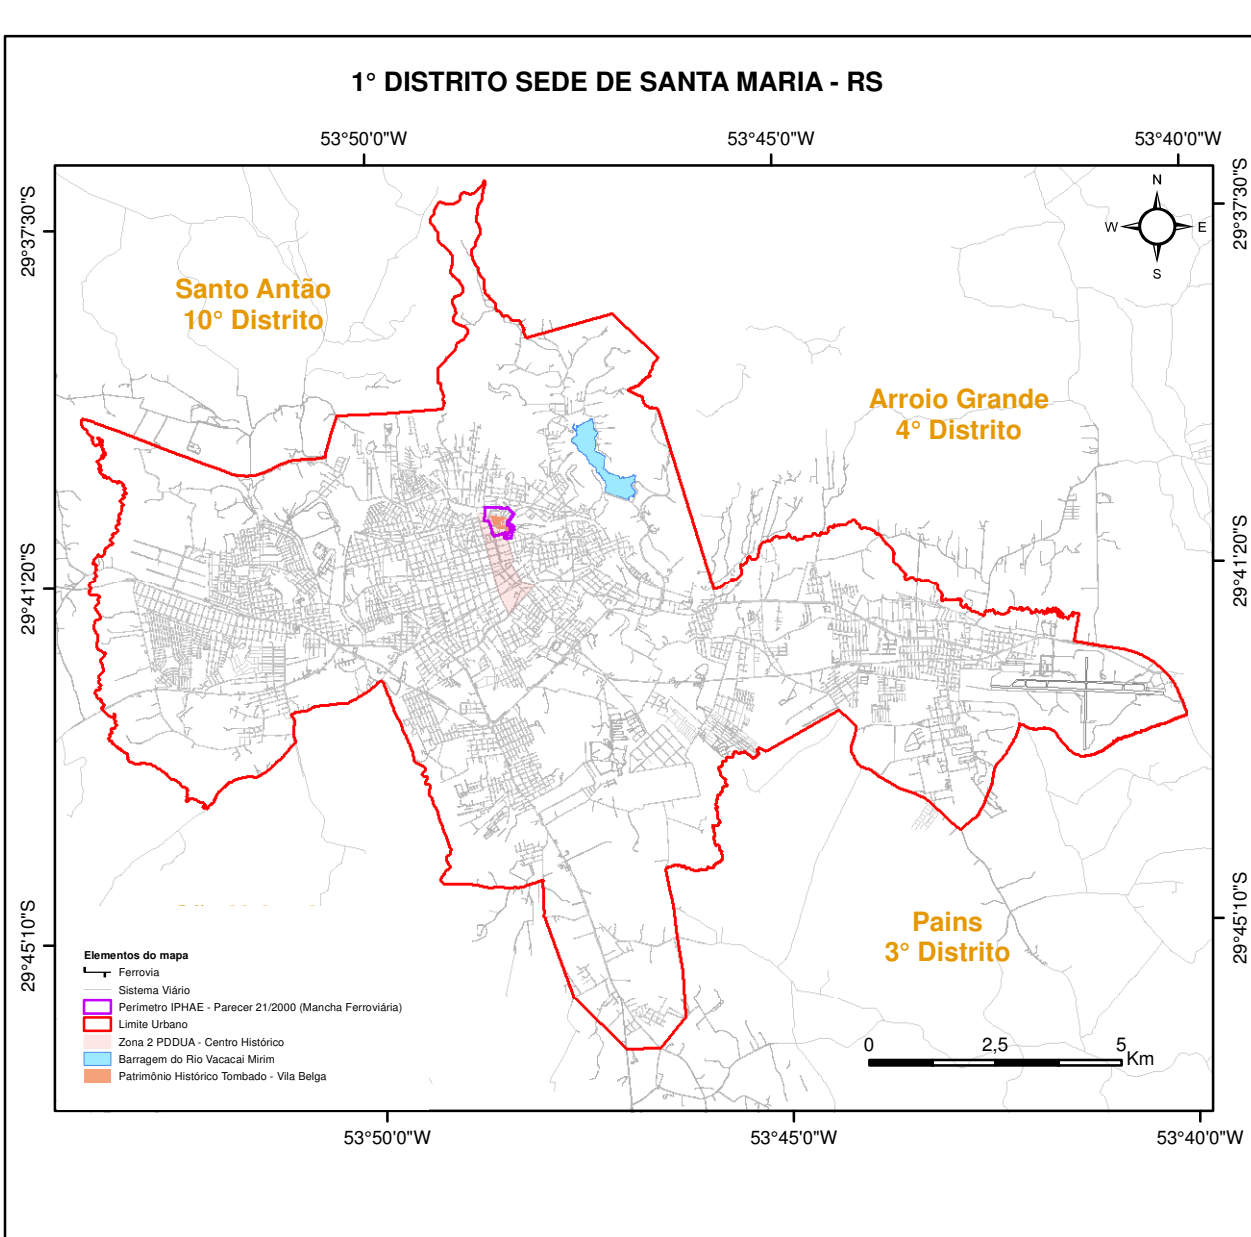 1° DISTRITO SEDE DE SANTA MARIA - RS
53°50'0"W
53°45'0"W
53°40'0"W
29°37'30"S
29°37'30"S
N
W
E
S
Santo Antão
10° Distrito
Arroio Grande
4° Distrito
29°41'20"S
29°41'20"S
Pains
3° Distrito
29°45'10"S
29°45'10"S
Elementos do mapa
Ferrovia
Sistema Viário
Perímetro IPHAE - Parecer 21/2000 (Mancha Ferroviária)
Limite Urbano
Zona 2 PDDUA - Centro Histórico
Barragem do Rio Vacacaí Mirim
Patrimônio Histórico Tombado - Vila Belga
0
2,5
5
Km
53°50'0"W
53°45'0"W
53°40'0"W